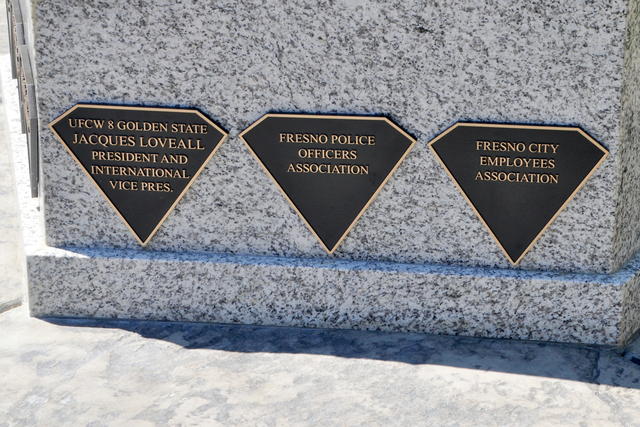 UFCW 8 GOLDEN STATE
JACQUES LOVEALL
PRESIDENT AND
INTERNATIONAL
VICE PRES.
FRESNO POLICE
OFFICERS
ASSOCIATION
FRESNO CITY
EMPLOYEES
ASSOCIATION